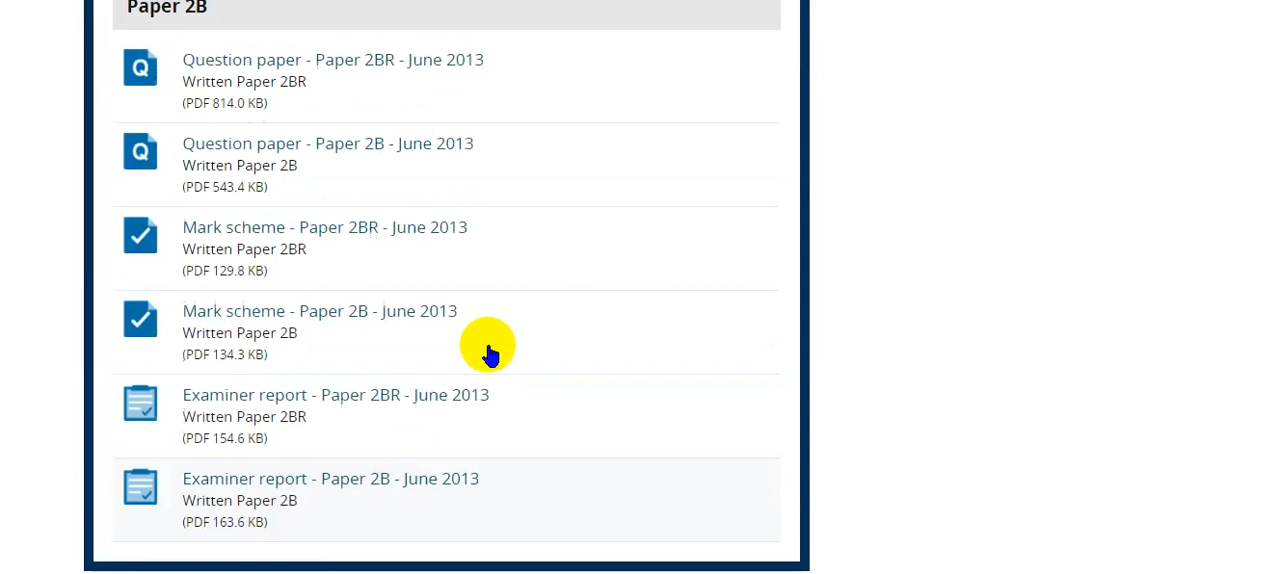 Paper 2B
Q
Question paper - Paper 2BR - June 2013
Written Paper 2BR
(PDF 814.0 KB)
Q
Question paper - Paper 2B - June 2013
Written Paper 2B
(PDF 543.4 KB)
Mark scheme - Paper 2BR - June 2013
Written Paper 2BR
(PDF 129.8 KB)
Mark scheme - Paper 2B - June 2013
Written Paper 2B
(PDF 134.3 KB)
Examiner report - Paper 2BR - June 2013
Written Paper 2BR
(PDF 154.6 KB)
Examiner report - Paper 2B - June 2013
Written Paper 2B
(PDF 163.6 KB)